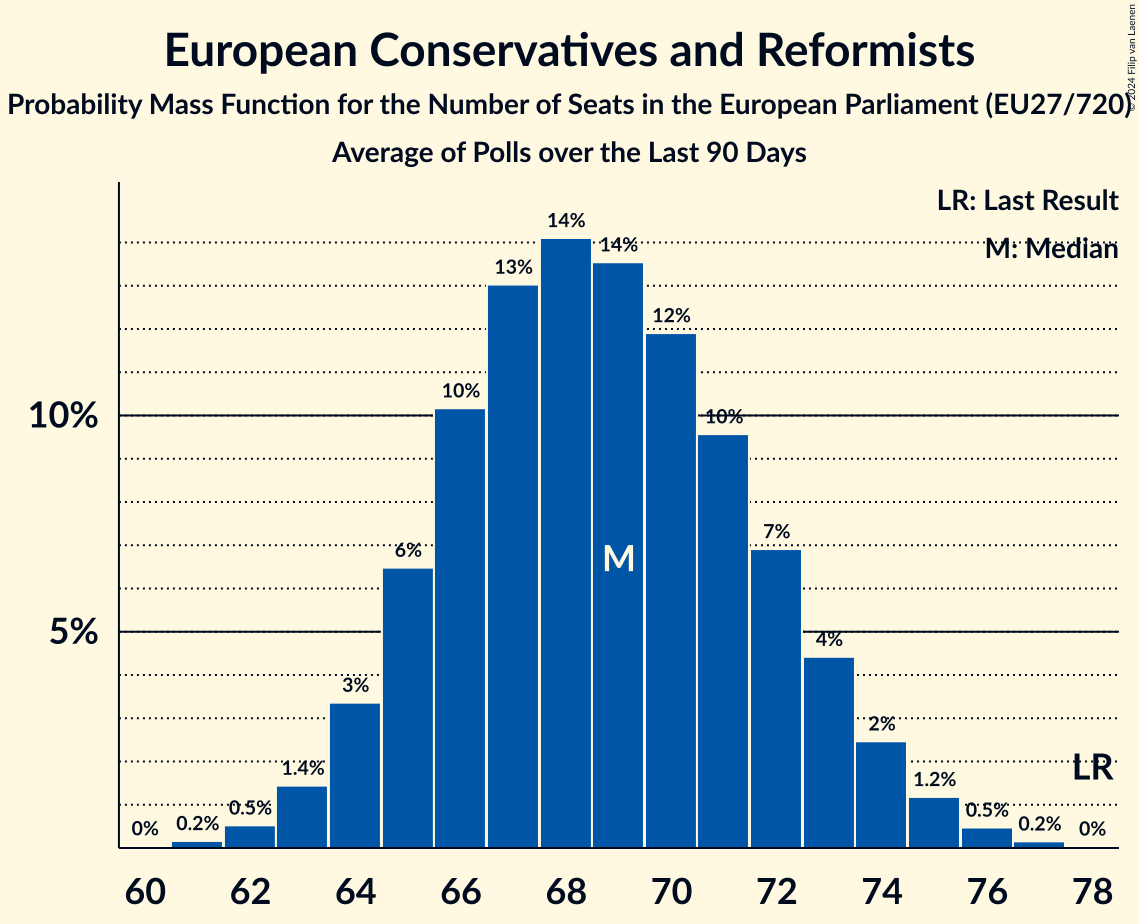 European Conservatives and Reformists
Probability Mass Function for the Number of Seats in the European Parliament (EU27/720)
Average of Polls over the Last 90 Days
© 2024 Filip van Laenen
LR: Last Result
M: Median
14%
14%
13%
12%
10%
10%
10%
7%
6%
M
5%
4%
3%
2%
LR
1.4%
1.2%
0.5%
0.5%
0%
0.2%
0.2%
0%
60 62 64 66 68 70 72 74 76 78